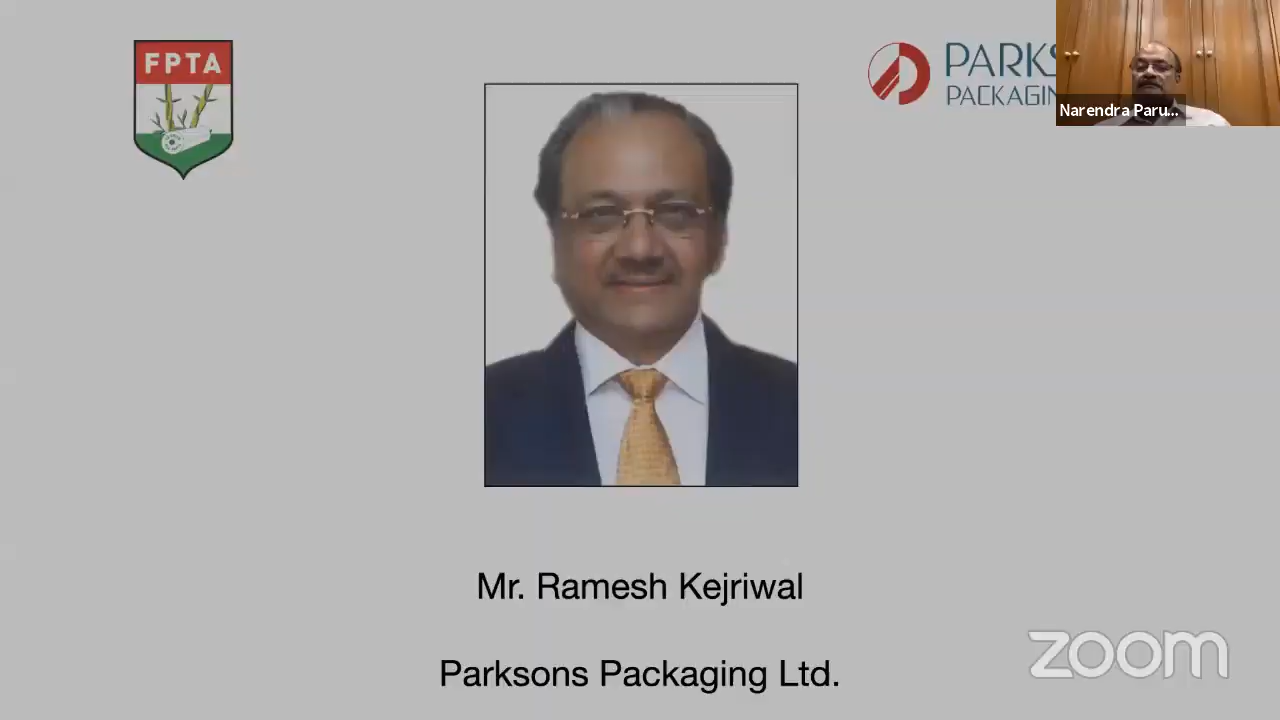 FPTA
PARKS
PACKAGIN
Narendra Paru...
Mr. Ramesh Kejriwal
Parksons Packaging Ltd.
zoom